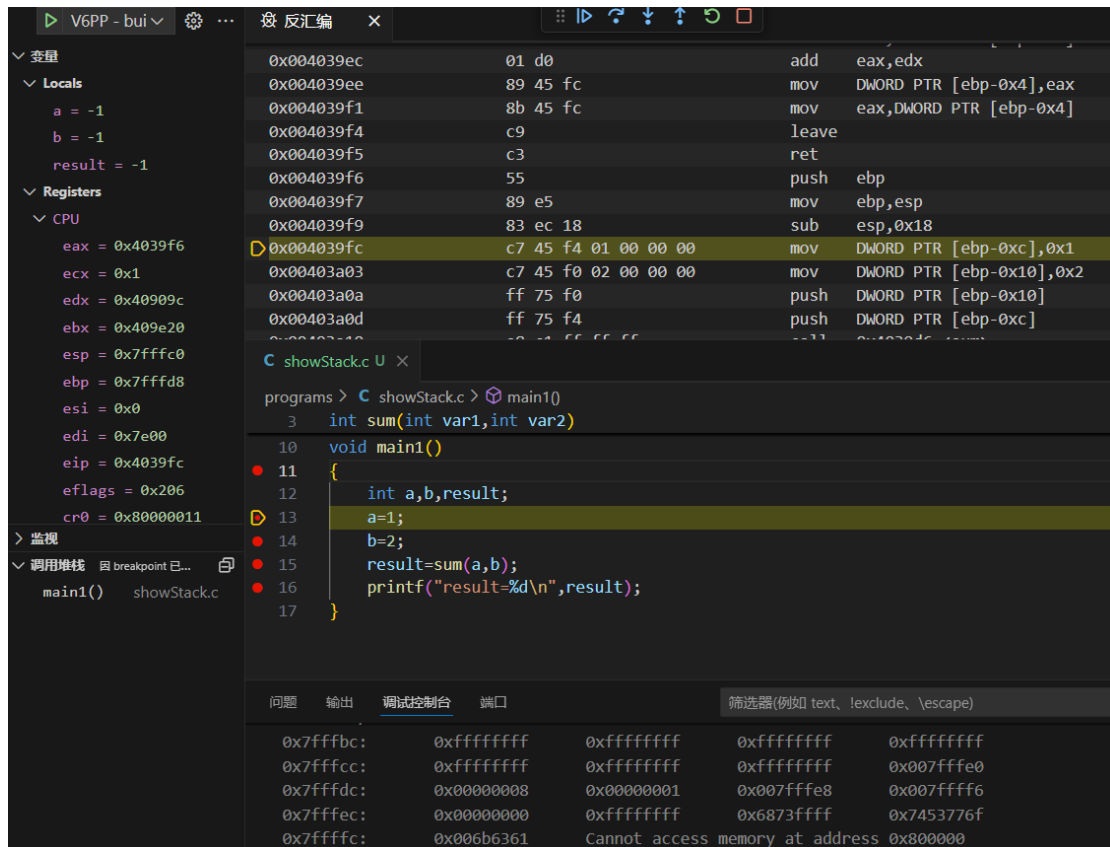 V6PP - bui
反汇编
变量
Locals
a = -1
b = -1
result = -1
Registers
CPU
eax = 0x4039f6
ecx = 0x1
edx = 0x40909c
ebx = 0x409e20
esp = 0x7fffc0
ebp = 0x7fffd8
esi = 0x0
edi = 0x7e00
eip = 0x4039fc
eflags = 0x206
cr0 = 0x80000011
监视
调用堆栈 因 breakpoint 已...
main1() showStack.c
0x004039ec 01 d0 add eax,edx
0x004039ee 89 45 fc mov DWORD PTR [ebp-0x4],eax
0x004039f1 8b 45 fc mov eax,DWORD PTR [ebp-0x4]
0x004039f4 c9 leave
0x004039f5 c3 ret
0x004039f6 55 push ebp
0x004039f7 89 e5 mov ebp,esp
0x004039f9 83 ec 18 sub esp,0x18
0x004039fc c7 45 f4 01 00 00 00 mov DWORD PTR [ebp-0xc],0x1
0x00403a03 c7 45 f0 02 00 00 00 mov DWORD PTR [ebp-0x10],0x2
0x00403a0a ff 75 f0 push DWORD PTR [ebp-0x10]
0x00403a0d ff 75 f4 push DWORD PTR [ebp-0xc]
C showStack.c U
programs > C showStack.c > main1()
3 int sum(int var1,int var2)
10 void main1()
11 {
12 int a,b,result;
13 a=1;
14 b=2;
15 result=sum(a,b);
16 printf("result=%d\n",result);
17 }
问题 输出 调试控制台 端口 筛选器(例如 text、!exclude、\escape)
0x7fffbc: 0xffffffff 0xffffffff 0xffffffff 0xffffffff
0x7fffcc: 0xffffffff 0xffffffff 0xffffffff 0x007fffe0
0x7fffdc: 0x00000008 0x00000001 0x007fffe8 0x007ffff6
0x7fffec: 0x00000000 0xffffffff 0x6873ffff 0x7453776f
0x7ffffc: 0x006b6361 Cannot access memory at address 0x800000